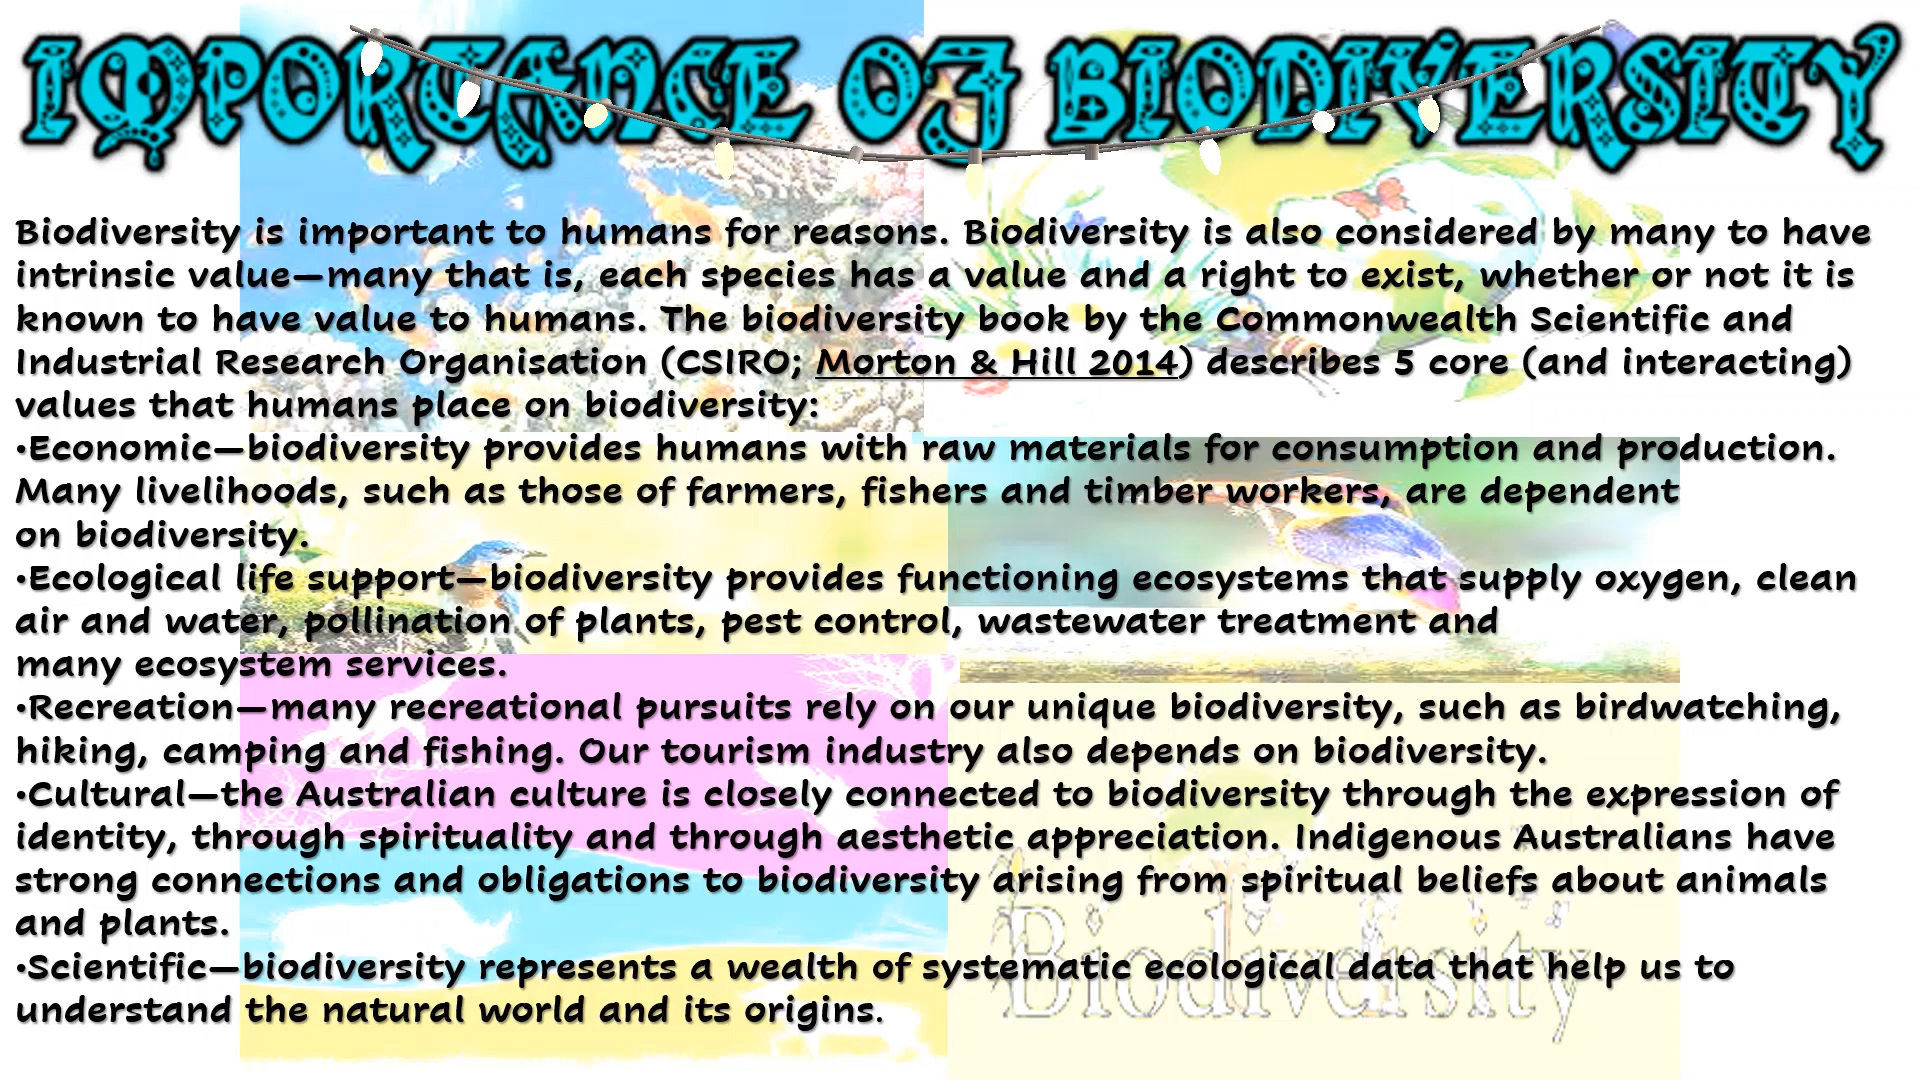 IMPORTANCE OF BIODIVERSITY
Biodiversity is important to humans for reasons. Biodiversity is also considered by many to have
intrinsic value—many that is, each species has a value and a right to exist, whether or not it is
known to have value to humans. The biodiversity book by the Commonwealth Scientific and
Industrial Research Organisation (CSIRO; Morton & Hill 2014) describes 5 core (and interacting)
values that humans place on biodiversity:
•Economic—biodiversity provides humans with raw materials for consumption and production.
Many livelihoods, such as those of farmers, fishers and timber workers, are dependent
on biodiversity.
•Ecological life support—biodiversity provides functioning ecosystems that supply oxygen, clean
air and water, pollination of plants, pest control, wastewater treatment and
many ecosystem services.
•Recreation—many recreational pursuits rely on our unique biodiversity, such as birdwatching,
hiking, camping and fishing. Our tourism industry also depends on biodiversity.
•Cultural—the Australian culture is closely connected to biodiversity through the expression of
identity, through spirituality and through aesthetic appreciation. Indigenous Australians have
strong connections and obligations to biodiversity arising from spiritual beliefs about animals
and plants.
•Scientific—biodiversity represents a wealth of systematic ecological data that help us to
understand the natural world and its origins.
Biodiversity